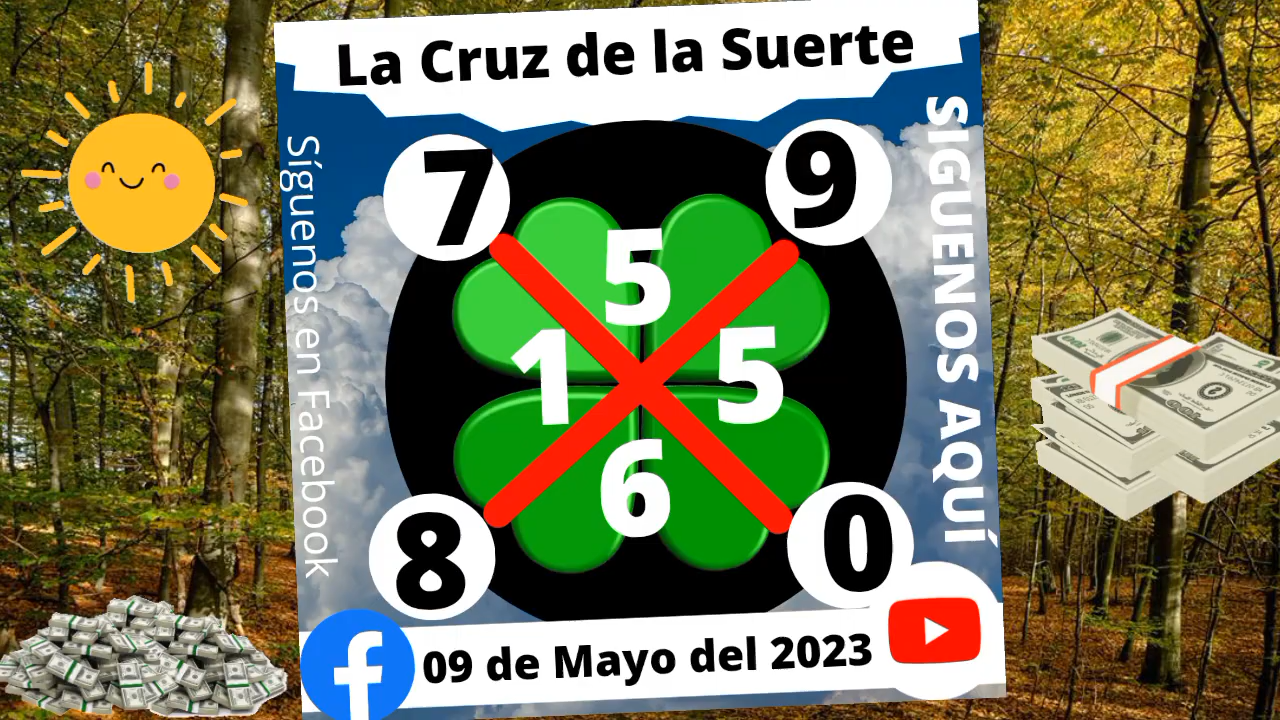 La Cruz de la Suerte
Síguenos en Facebook
SIGUENOS AQUÍ
7
9
5
1
5
6
8
0
09 de Mayo del 2023